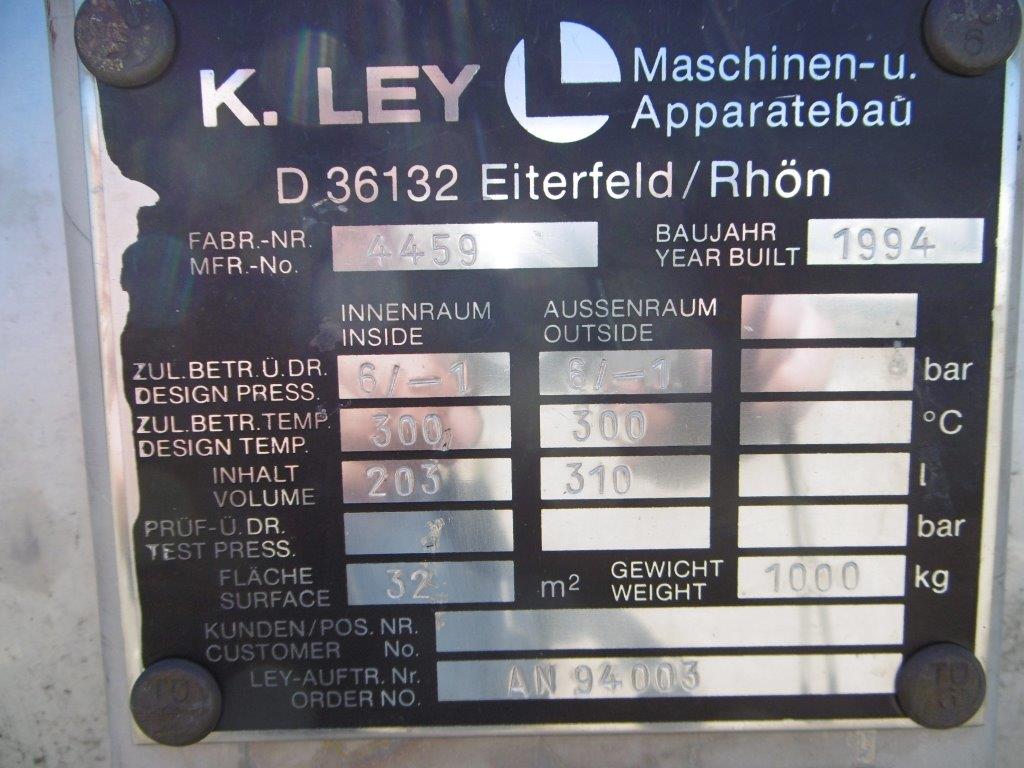 K. LEY L Maschinen-u.
Apparatebau
D 36132 Eiterfeld/Rhön
FABR.-NR. 4459 BAUJAHR 1994
MFR.-No. YEAR BUILT
INNENRAUM AUSSENRAUM
INSIDE OUTSIDE
ZUL.BETR.Ü.DR. 6/-1 6/-1 bar
DESIGN PRESS.
ZUL.BETR.TEMP. 300 300 °C
DESIGN TEMP.
INHALT 203 310 l
VOLUME
PRÜF-Ü.DR. bar
TEST PRESS.
FLÄCHE 32 m² GEWICHT 1000 kg
SURFACE WEIGHT
KUNDEN/POS. NR.
CUSTOMER No.
LEY-AUFTR. Nr. AN 94003
ORDER NO.
TÜ
6